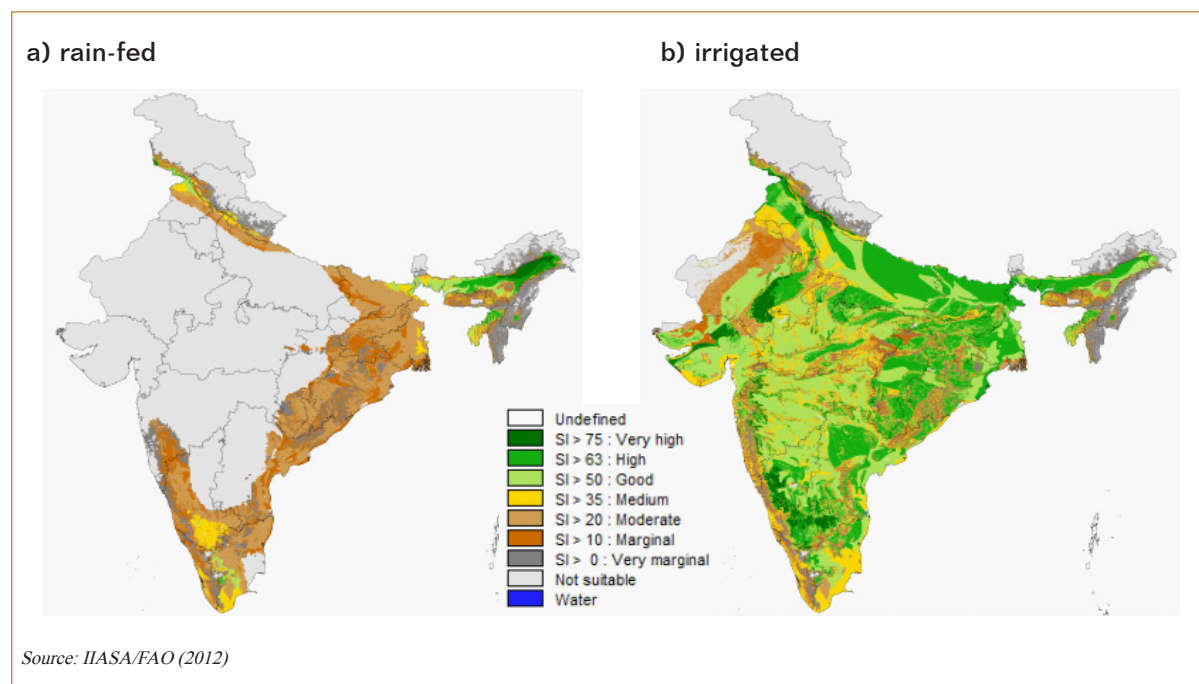 a) rain-fed
b) irrigated
Undefined
SI > 75 : Very high
SI > 63 : High
SI > 50 : Good
SI > 35 : Medium
SI > 20 : Moderate
SI > 10 : Marginal
SI > 0 : Very marginal
Not suitable
Water
Source: IIASA/FAO (2012)